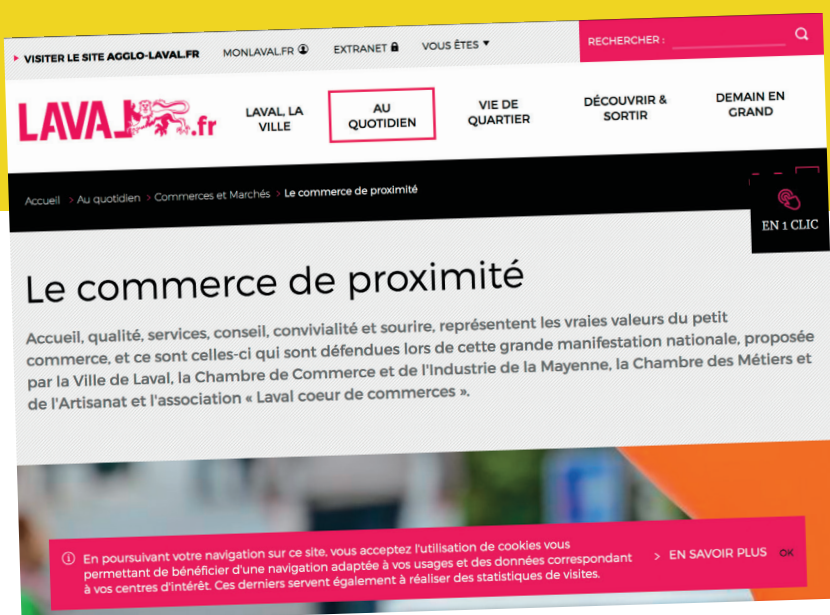 VISITER LE SITE AGGLO-LAVAL.FR MONLAVAL.FR EXTRANET VOUS ÊTES ▼ RECHERCHER :
LAVAL.fr
LAVAL, LA
VILLE
AU
QUOTIDIEN
VIE DE
QUARTIER
DÉCOUVRIR &
SORTIR
DEMAIN EN
GRAND
Accueil > Au quotidien > Commerces et Marchés > Le commerce de proximité
EN 1 CLIC
Le commerce de proximité
Accueil, qualité, services, conseil, convivialité et sourire, représentent les vraies valeurs du petit
commerce, et ce sont celles-ci qui sont défendues lors de cette grande manifestation nationale, proposée
par la Ville de Laval, la Chambre de Commerce et de l'Industrie de la Mayenne, la Chambre des Métiers et
de l'Artisanat et l'association « Laval coeur de commerces ».
En poursuivant votre navigation sur ce site, vous acceptez l'utilisation de cookies vous
permettant de bénéficier d'une navigation adaptée à vos usages et des données correspondant
à vos centres d'intérêt. Ces derniers servent également à réaliser des statistiques de visites.
> EN SAVOIR PLUS OK